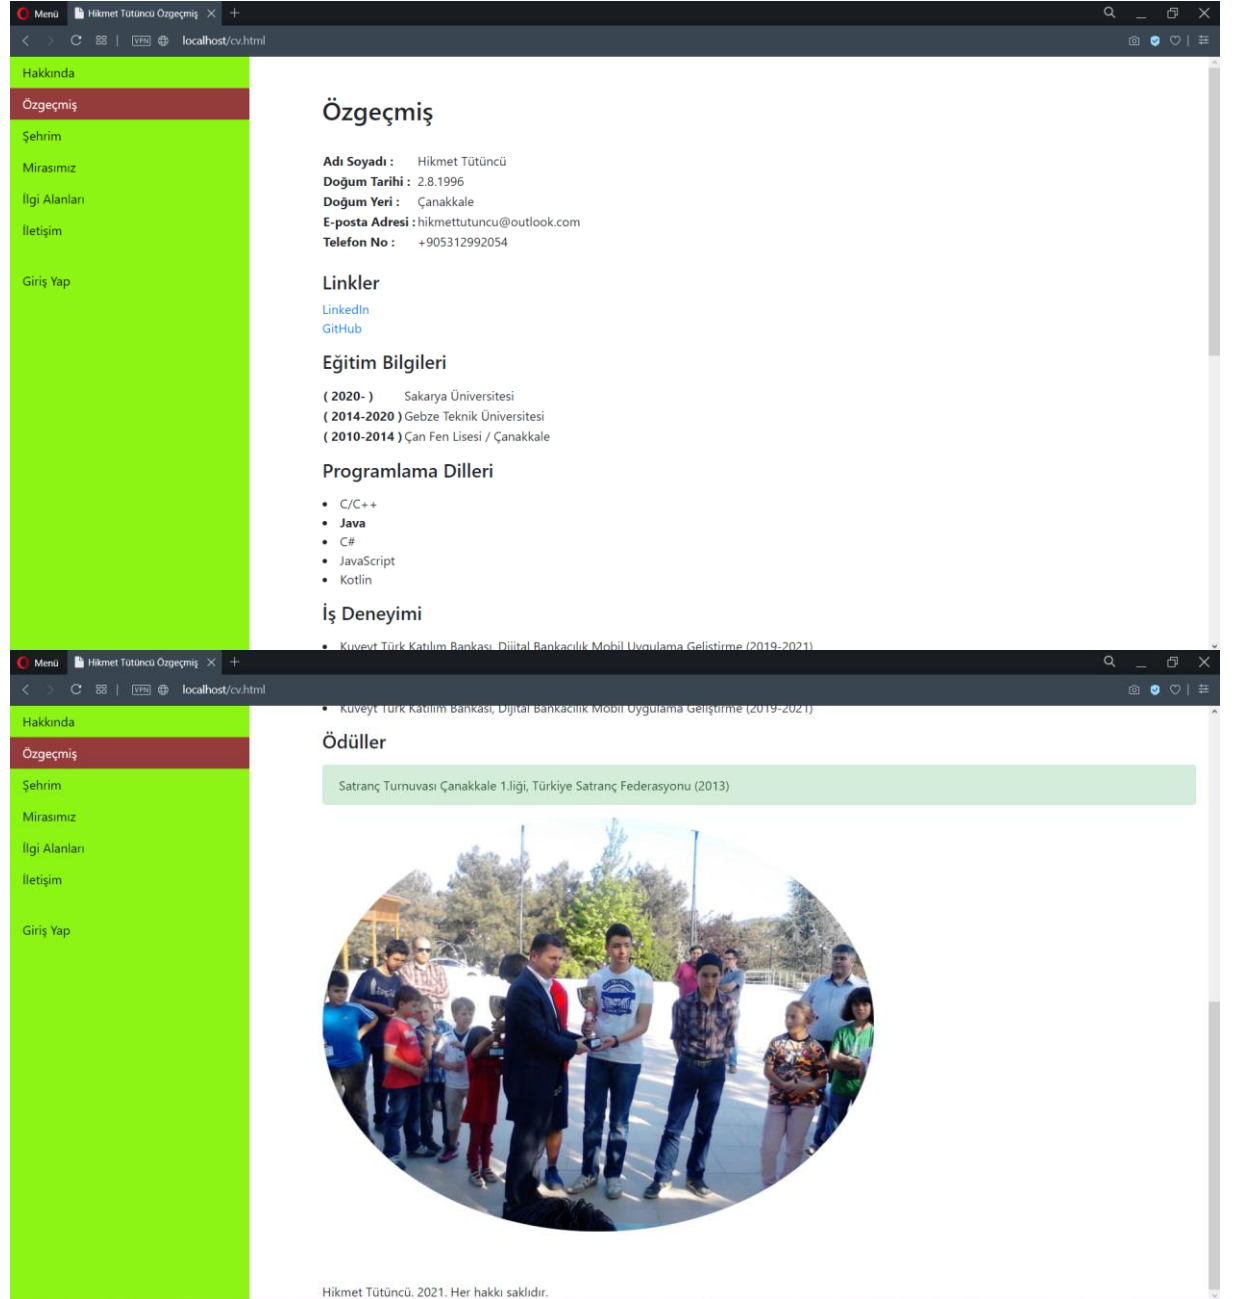 Menü Hikmet Tütüncü Özgeçmiş
VPN localhost/cv.html
Hakkında
Özgeçmiş
Şehrim
Mirasımız
İlgi Alanları
İletişim
Giriş Yap
Özgeçmiş
Adı Soyadı : Hikmet Tütüncü
Doğum Tarihi : 2.8.1996
Doğum Yeri : Çanakkale
E-posta Adresi : hikmettutuncu@outlook.com
Telefon No : +905312992054
Linkler
LinkedIn
GitHub
Eğitim Bilgileri
( 2020- ) Sakarya Üniversitesi
( 2014-2020 ) Gebze Teknik Üniversitesi
( 2010-2014 ) Çan Fen Lisesi / Çanakkale
Programlama Dilleri
• C/C++
• Java
• C#
• JavaScript
• Kotlin
İş Deneyimi
• Kuveyt Türk Katılım Bankası, Dijital Bankacılık Mobil Uygulama Geliştirme (2019-2021)
Menü Hikmet Tütüncü Özgeçmiş
VPN localhost/cv.html
Hakkında
Özgeçmiş
Şehrim
Mirasımız
İlgi Alanları
İletişim
Giriş Yap
• Kuveyt Türk Katılım Bankası, Dijital Bankacılık Mobil Uygulama Geliştirme (2019-2021)
Ödüller
Satranç Turnuvası Çanakkale 1.liği, Türkiye Satranç Federasyonu (2013)
Hikmet Tütüncü. 2021. Her hakkı saklıdır.